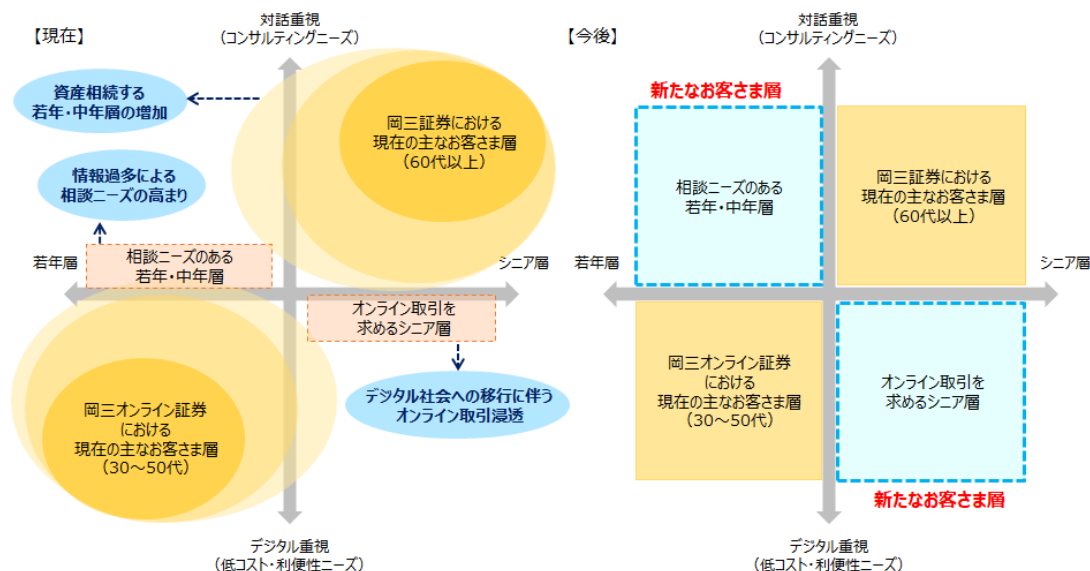 【現在】
対話重視
(コンサルティングニーズ)
資産相続する
若年・中年層の増加
岡三証券における
現在の主なお客さま層
(60代以上)
情報過多による
相談ニーズの高まり
若年層
相談ニーズのある
若年・中年層
シニア層
オンライン取引を
求めるシニア層
デジタル社会への移行に伴う
オンライン取引浸透
岡三オンライン証券
における
現在の主なお客さま層
(30~50代)
デジタル重視
(低コスト・利便性ニーズ)
【今後】
対話重視
(コンサルティングニーズ)
新たなお客さま層
相談ニーズのある
若年・中年層
岡三証券における
現在の主なお客さま層
(60代以上)
若年層
シニア層
岡三オンライン証券
における
現在の主なお客さま層
(30~50代)
オンライン取引を
求めるシニア層
新たなお客さま層
デジタル重視
(低コスト・利便性ニーズ)